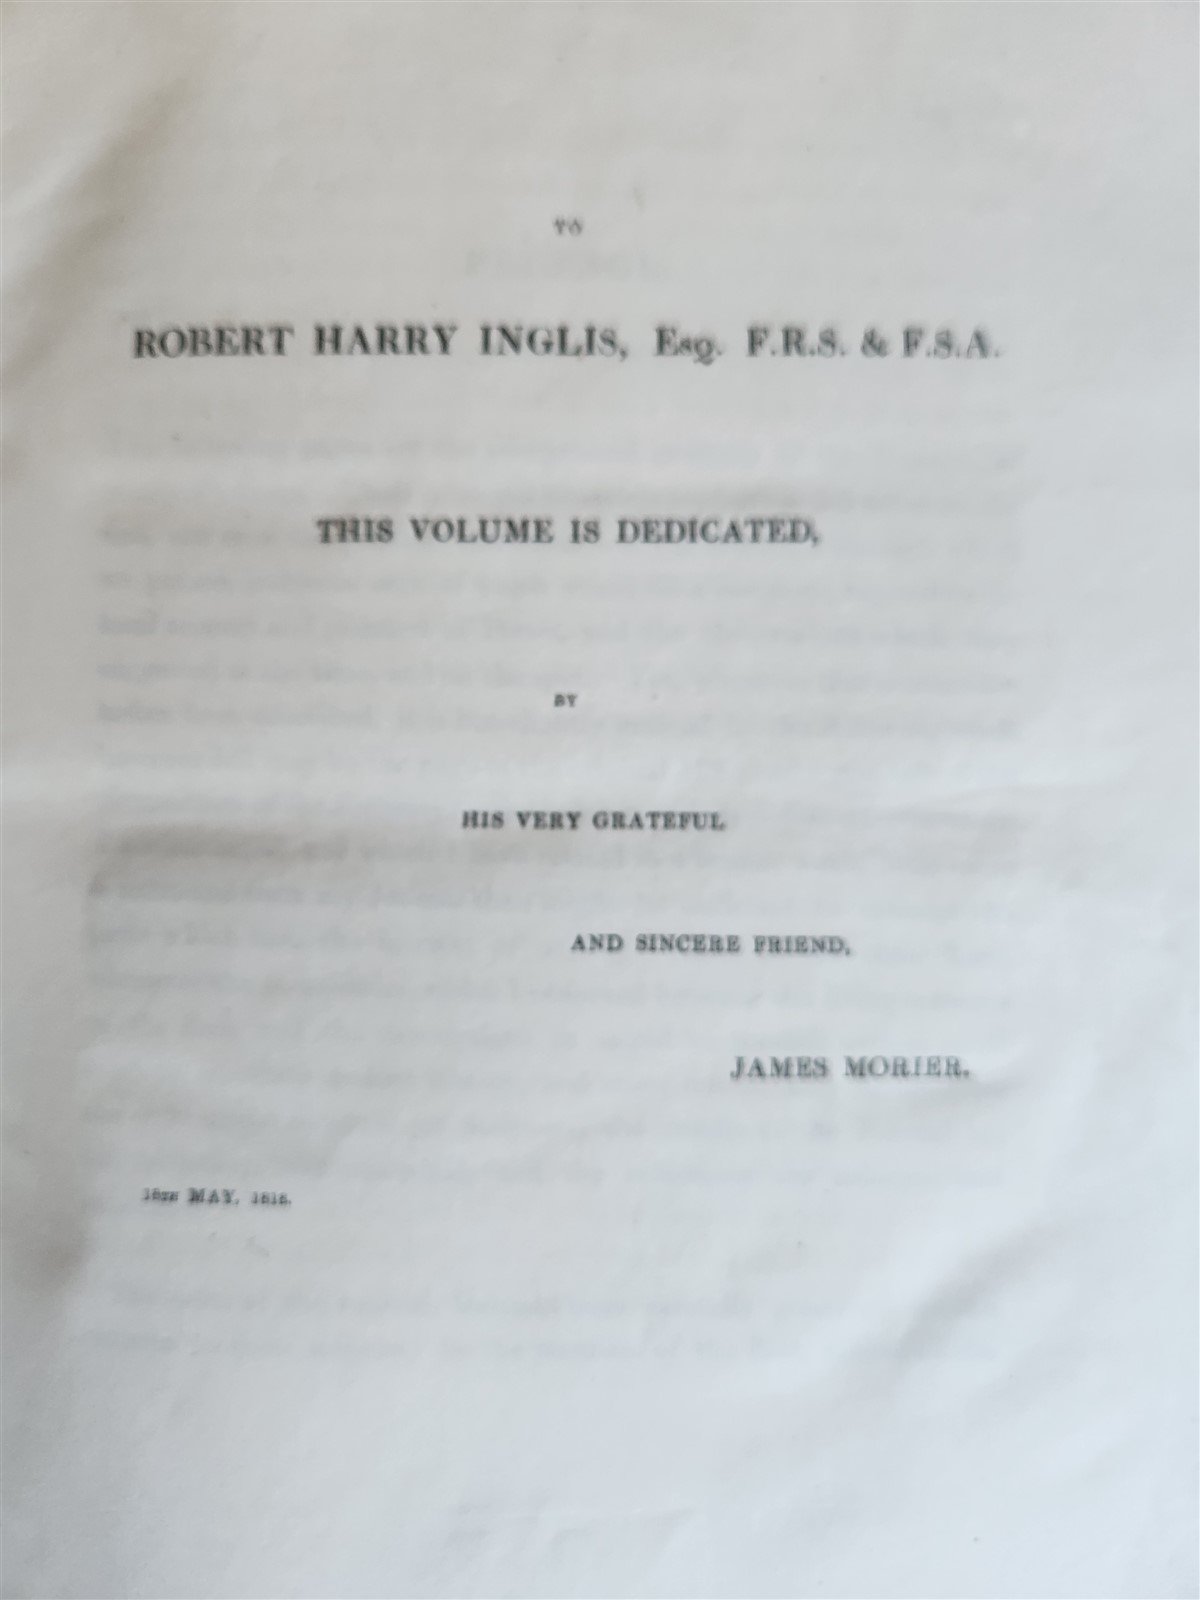 TO
ROBERT HARRY INGLIS, Esq. F.R.S. & F.S.A.
THIS VOLUME IS DEDICATED,
BY
HIS VERY GRATEFUL
AND SINCERE FRIEND,
JAMES MORIER.
MAY,